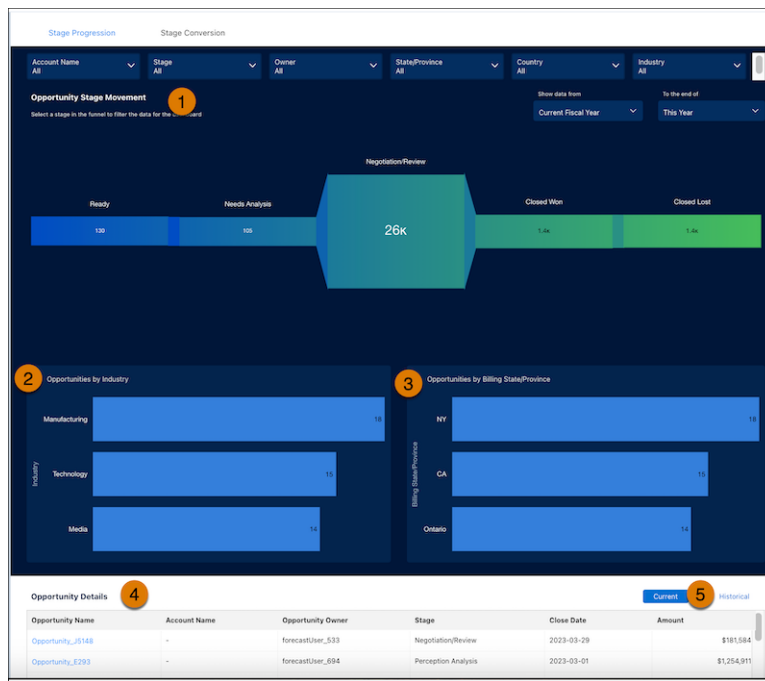 Stage Progression Stage Conversion
Account Name Stage Owner State/Province Country Industry
All All All All All All
Opportunity Stage Movement 1
Show data from To the end of
Select a stage in the funnel to filter the data for the
Current Fiscal Year This Year
Negotiation/Review
Ready Needs Analysis Closed Won Closed Lost
130 105 26K 1.4K 1.4K
2 Opportunities by Industry
Manufacturing 16
Technology 15
Media 14
Industry
3 Opportunities by Billing State/Province
NY 16
CA 15
Ontario 14
Billing State/Province
Opportunity Details 4 Current 5 Historical
Opportunity Name Account Name Opportunity Owner Stage Close Date Amount
Opportunity_J5148 - forecastUser_533 Negotiation/Review 2023-03-29 $181,584
Opportunity_E293 - forecastUser_694 Perception Analysis 2023-03-01 $1,254,911